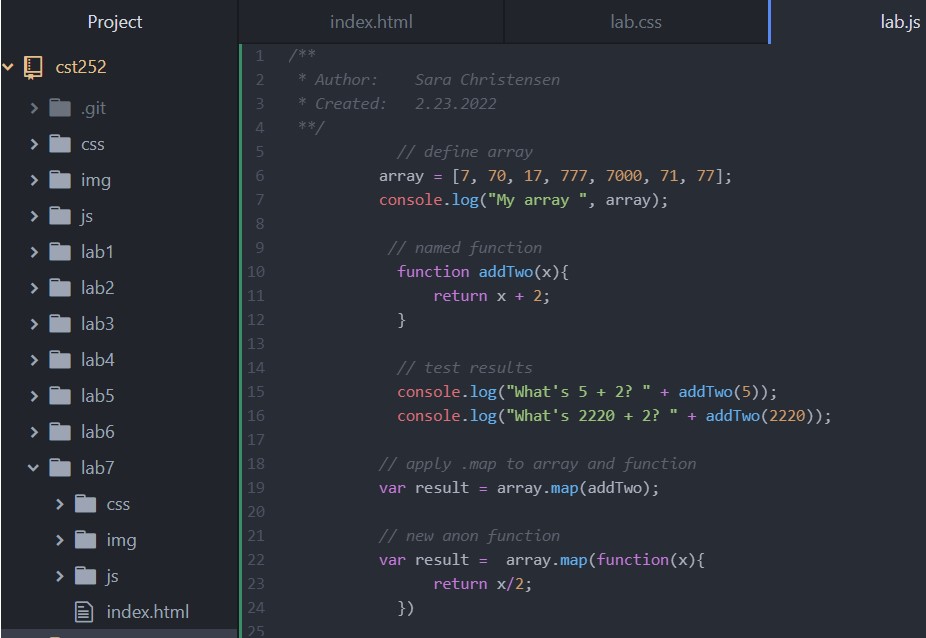 Project
index.html
lab.css
lab.js
cst252
.git
css
img
js
lab1
lab2
lab3
lab4
lab5
lab6
lab7
css
img
js
index.html
1 /**
2 * Author: Sara Christensen
3 * Created: 2.23.2022
4 **/
5 // define array
6 array = [7, 70, 17, 777, 7000, 71, 77];
7 console.log("My array ", array);
8
9 // named function
10 function addTwo(x){
11 return x + 2;
12 }
13
14 // test results
15 console.log("What's 5 + 2? " + addTwo(5));
16 console.log("What's 2220 + 2? " + addTwo(2220));
17
18 // apply .map to array and function
19 var result = array.map(addTwo);
20
21 // new anon function
22 var result =  array.map(function(x){
23 return x/2;
24 })
25